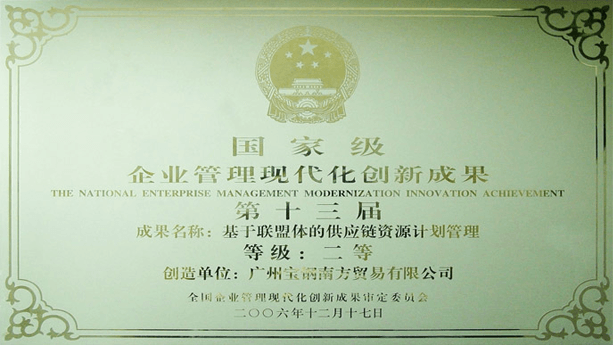 国家级
企业管理现代化创新成果
THE NATIONAL ENTERPRISE MANAGEMENT MODERNIZATION INNOVATION ACHIEVEMENT
第十三届
成果名称：基于联盟体的供应链资源计划管理
等级：二等
创造单位：广州宝钢南方贸易有限公司
全国企业管理现代化创新成果审定委员会
二〇〇六年十二月十七日